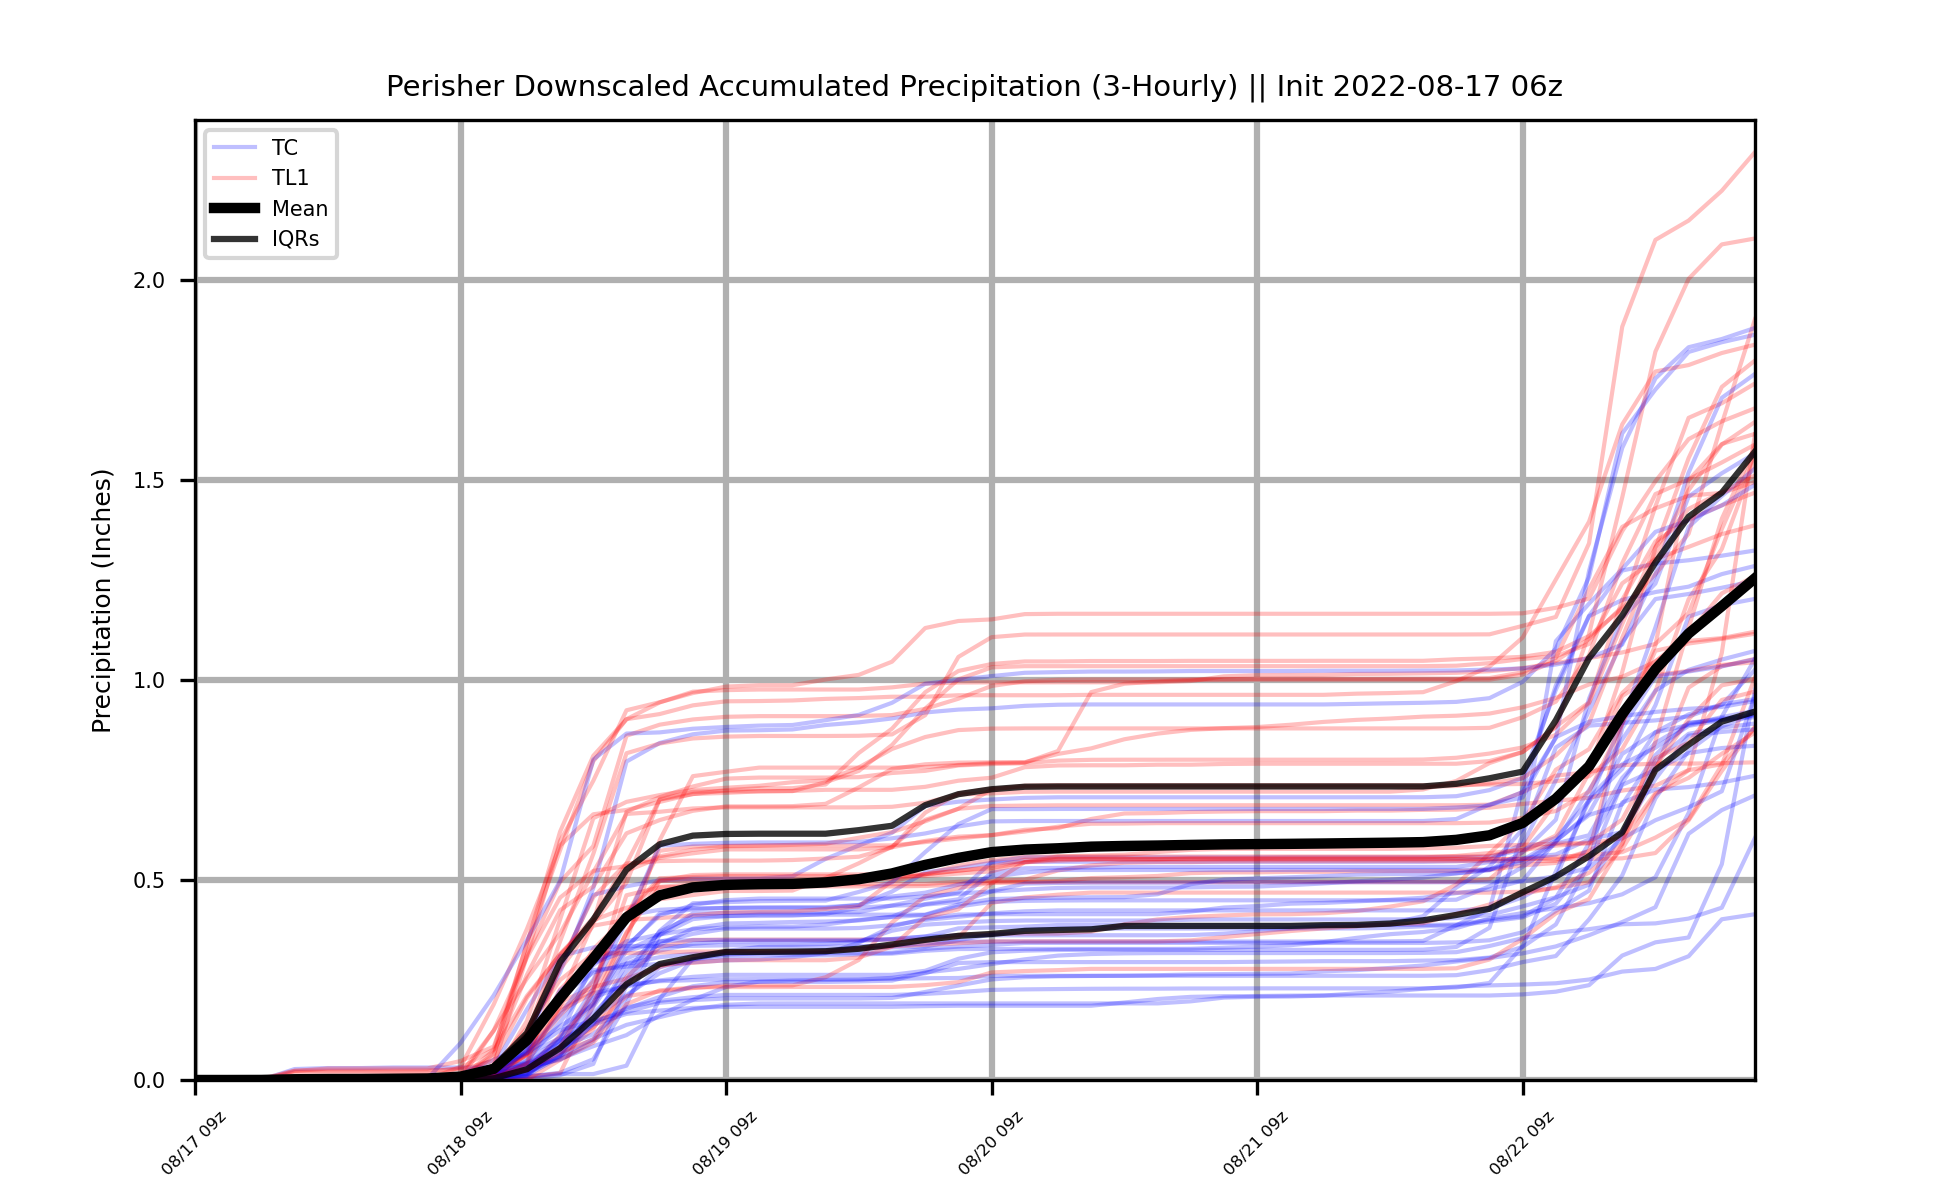 Perisher Downscaled Accumulated Precipitation (3-Hourly) || Init 2022-08-17 06z
TC
TL1
Mean
IQRs
Precipitation (Inches)
2.0
1.5
1.0
0.5
0.0
08/17 09z
08/18 09z
08/19 09z
08/20 09z
08/21 09z
08/22 09z